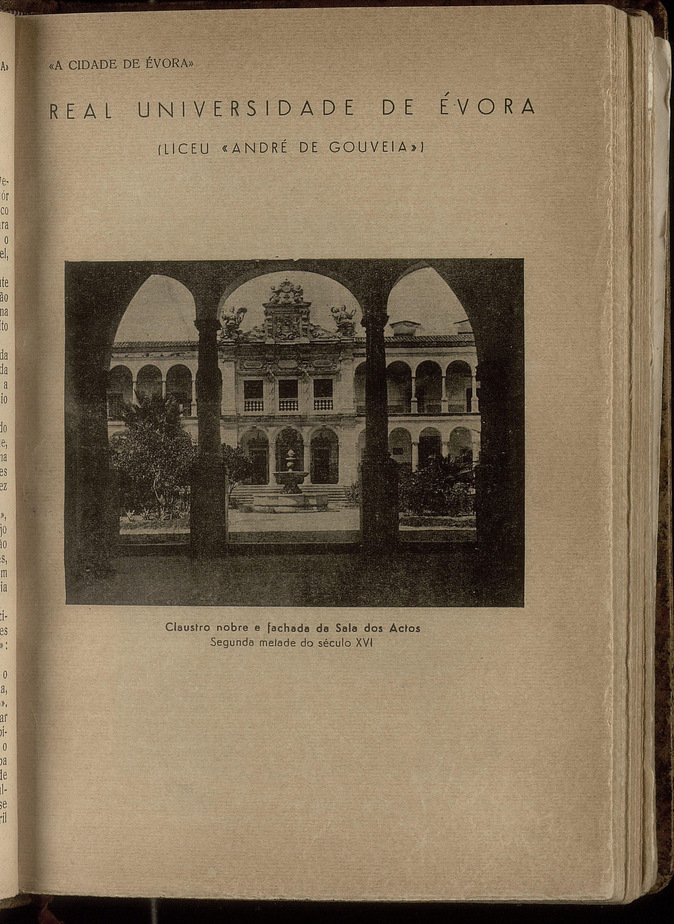 «A CIDADE DE ÉVORA»
REAL UNIVERSIDADE DE ÉVORA
(LICEU «ANDRÉ DE GOUVEIA»)
Claustro nobre e fachada da Sala dos Actos
Segunda metade do século XVI